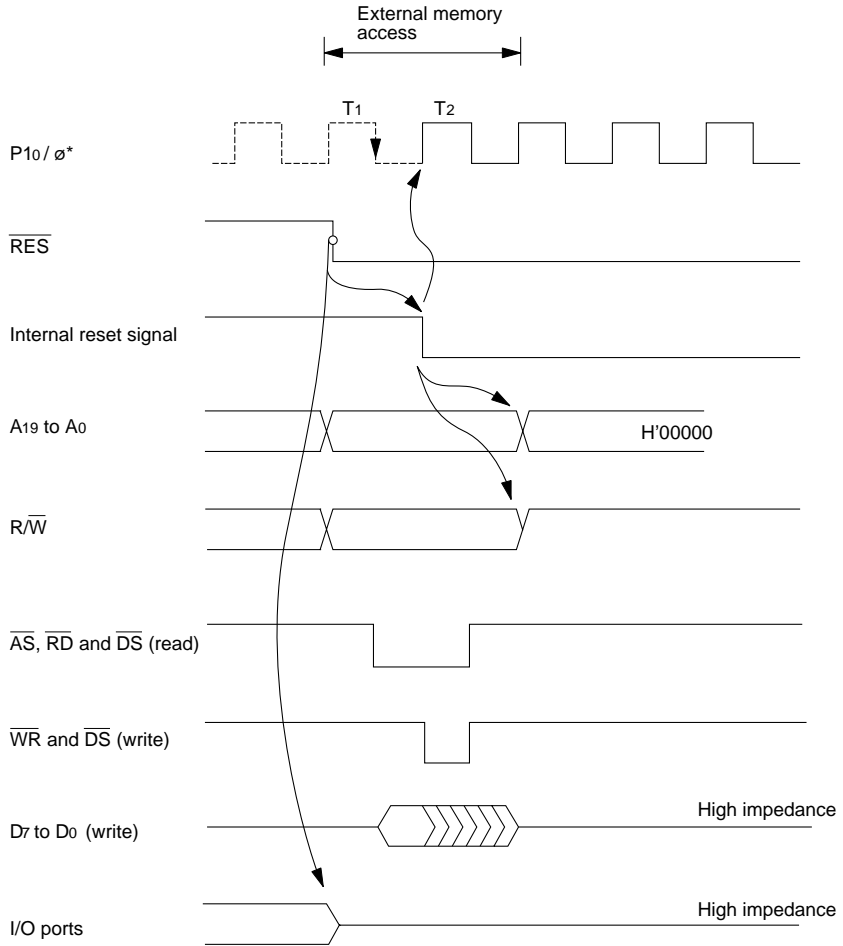 External memory
access
T1 T2
P10 / ø*
RES
Internal reset signal
A19 to A0
H'00000
R/W
AS, RD and DS (read)
WR and DS (write)
High impedance
D7 to D0 (write)
High impedance
I/O ports